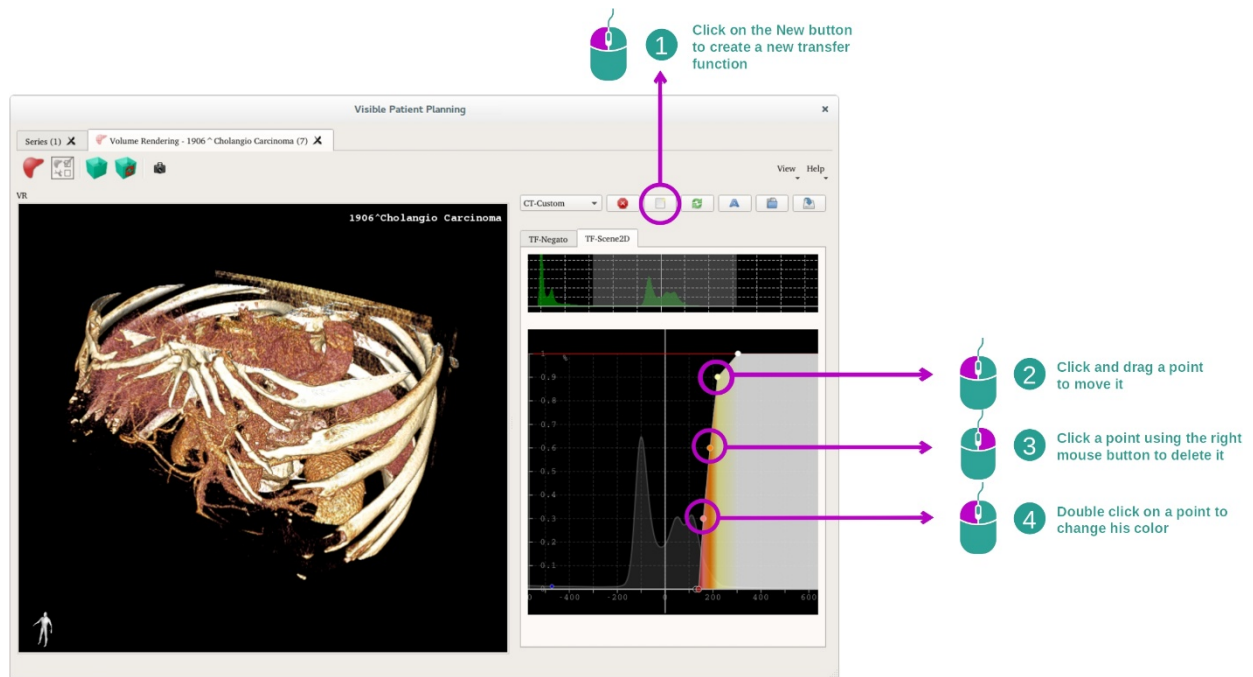 1
Click on the New button
to create a new transfer
function
Visible Patient Planning
Series (1)
Volume Rendering - 1906 ^ Cholangio Carcinoma (7)
View Help
VR
CT-Custom
1906^Cholangio Carcinoma
TF-Negato TF-Scene2D
1
0.9
0.8
0.7
0.6
0.5
0.4
0.3
0.2
0.1
0
-400 -200 0 200 400 600
2
Click and drag a point
to move it
3
Click a point using the right
mouse button to delete it
4
Double click on a point to
change his color